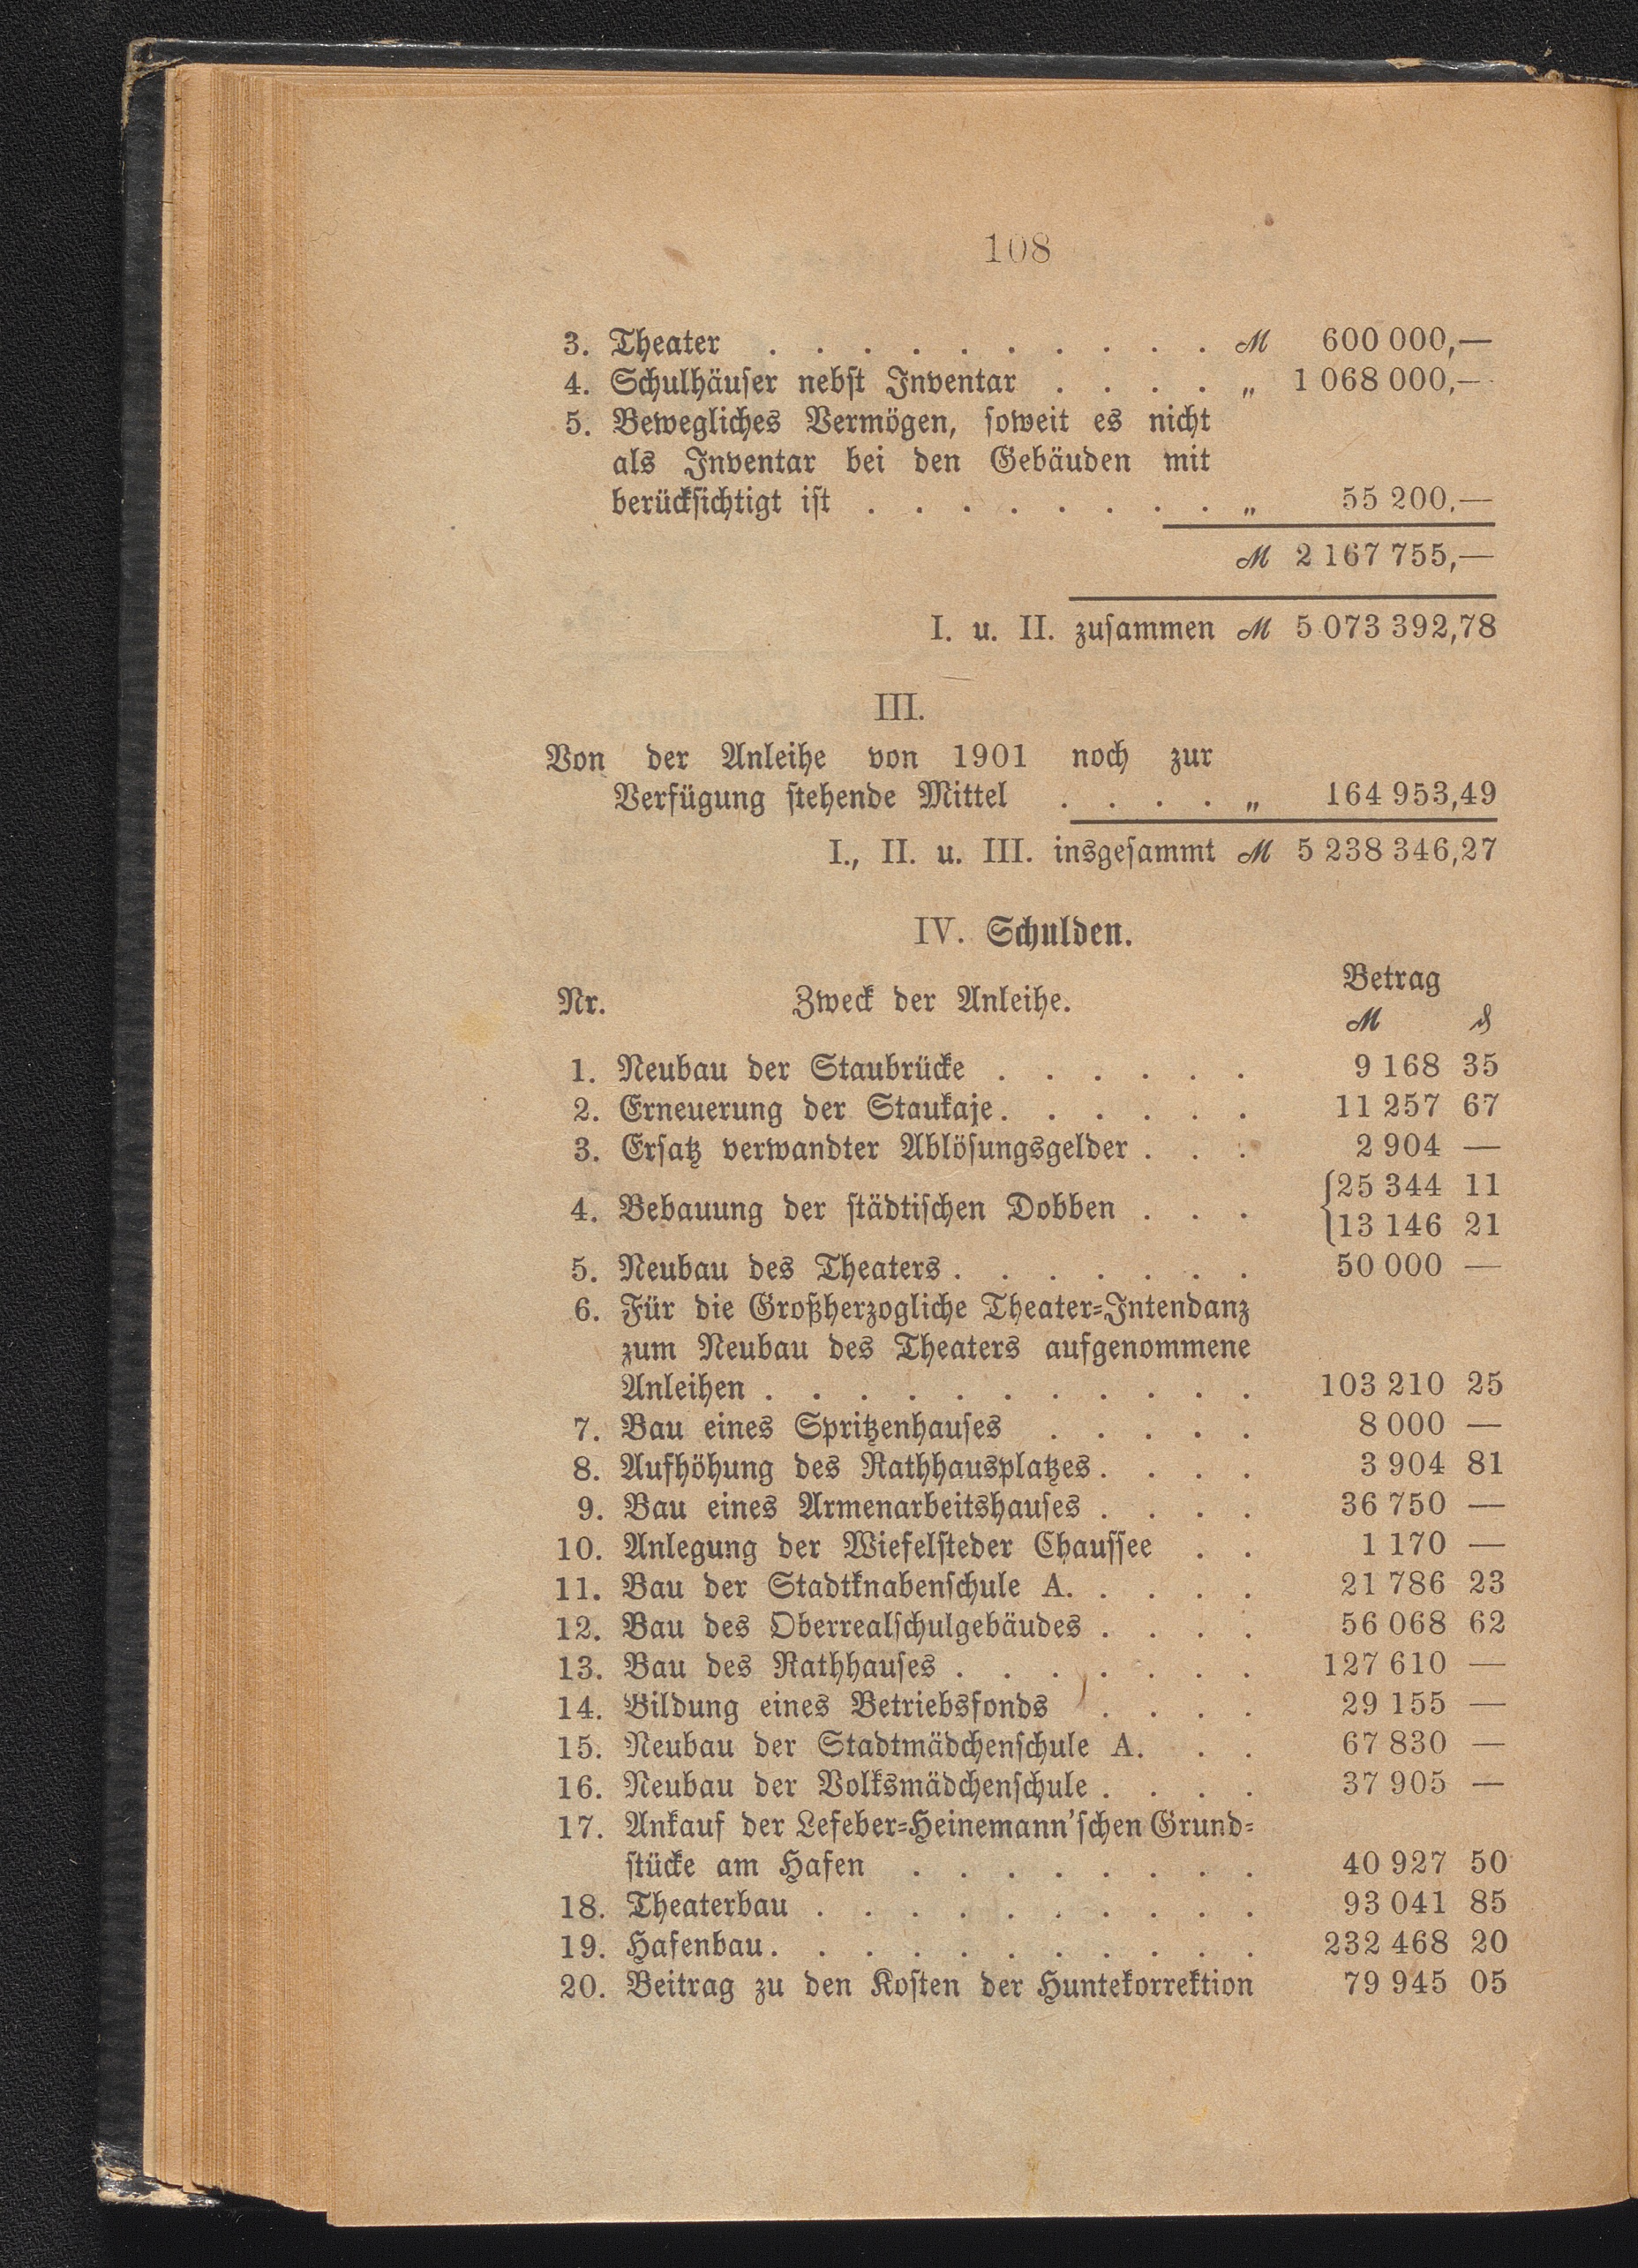 108
3. Theater . . . . . . . . . . ℳ 600 000,—
4. Schulhäuser nebst Inventar . . . . „ 1 068 000,—
5. Bewegliches Vermögen, soweit es nicht
als Inventar bei den Gebäuden mit
berücksichtigt ist . . . . . . . . „ 55 200,—
ℳ 2 167 755,—
I. u. II. zusammen ℳ 5 073 392,78
III.
Von der Anleihe von 1901 noch zur
Verfügung stehende Mittel . . . . „ 164 953,49
I., II. u. III. insgesammt ℳ 5 238 346,27
IV. Schulden.
Nr. Zweck der Anleihe. Betrag
ℳ ₰
1. Neubau der Staubrücke . . . . . . 9 168 35
2. Erneuerung der Staukaje. . . . . . 11 257 67
3. Ersatz verwandter Ablösungsgelder . . . 2 904 —
4. Bebauung der städtischen Dobben . . . {25 344 11
13 146 21
5. Neubau des Theaters . . . . . . . 50 000 —
6. Für die Großherzogliche Theater-Intendanz
zum Neubau des Theaters aufgenommene
Anleihen . . . . . . . . . . . 103 210 25
7. Bau eines Spritzenhauses . . . . . 8 000 —
8. Aufhöhung des Rathhausplatzes. . . . 3 904 81
9. Bau eines Armenarbeitshauses . . . . 36 750 —
10. Anlegung der Wiefelsteder Chaussee . . 1 170 —
11. Bau der Stadtknabenschule A. . . . . 21 786 23
12. Bau des Oberrealschulgebäudes . . . . 56 068 62
13. Bau des Rathhauses . . . . . . . 127 610 —
14. Bildung eines Betriebsfonds . . . . 29 155 —
15. Neubau der Stadtmädchenschule A. . . 67 830 —
16. Neubau der Volksmädchenschule . . . . 37 905 —
17. Ankauf der Lefeber-Heinemann'schen Grund-
stücke am Hafen . . . . . . . . 40 927 50
18. Theaterbau . . . . . . . . . . 93 041 85
19. Hafenbau. . . . . . . . . . . 232 468 20
20. Beitrag zu den Kosten der Huntekorrektion 79 945 05